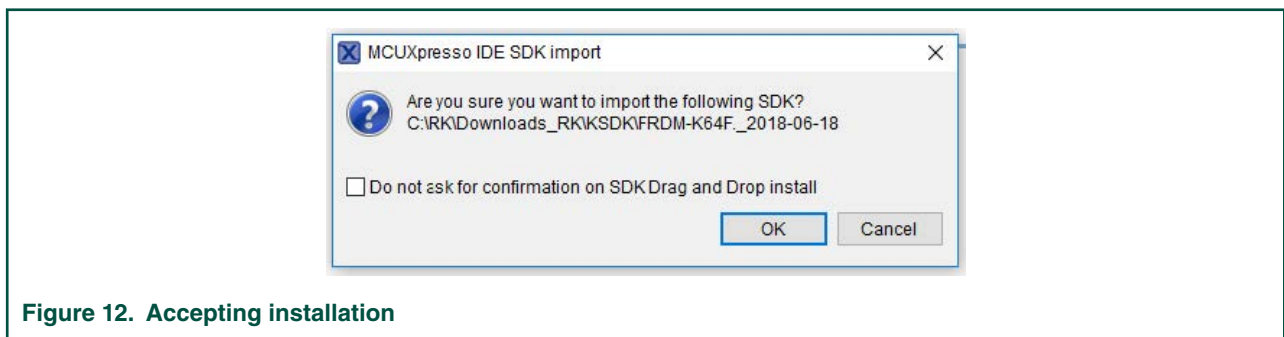 MCUXpresso IDE SDK import
Are you sure you want to import the following SDK?
C:\RK\Downloads_RK\KSDK\FRDM-K64F._2018-06-18
Do not ask for confirmation on SDK Drag and Drop install
OK Cancel
Figure 12. Accepting installation